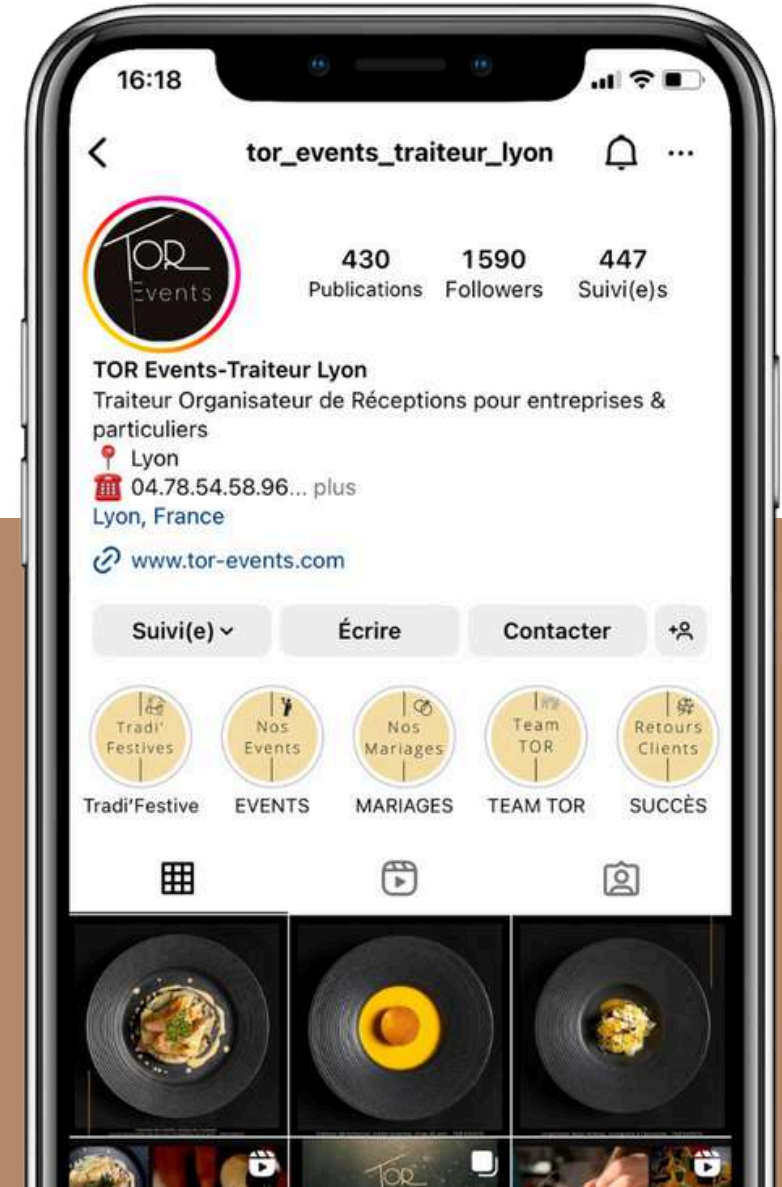 16:18
tor_events_traiteur_lyon
TOR
Events
430
1590
447
Publications
Followers
Suivi(e)s
TOR Events-Traiteur Lyon
Traiteur Organisateur de Réceptions pour entreprises &
particuliers
Lyon
04.78.54.58.96... plus
Lyon, France
www.tor-events.com
Suivi(e)
Écrire
Contacter
Tradi'
Festives
Nos
Events
Nos
Mariages
Team
TOR
Retours
Clients
Tradi'Festive
EVENTS
MARIAGES
TEAM TOR
SUCCÈS
TOR